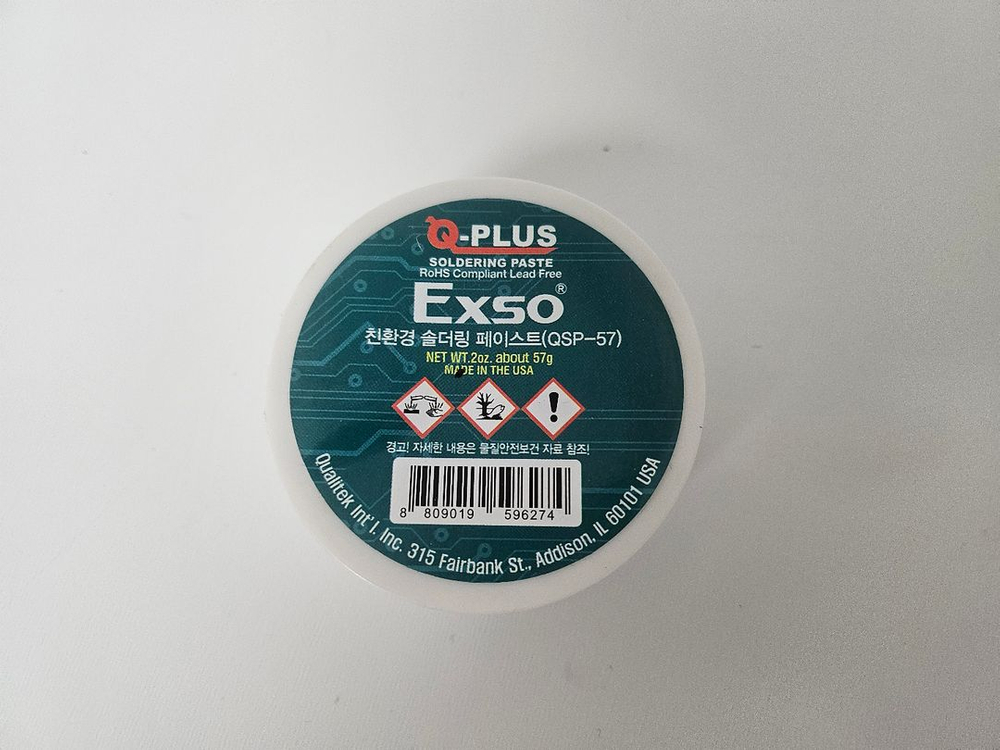 Q-PLUS
SOLDERING PASTE
RoHS Compliant Lead Free
Exso®
친환경 솔더링 페이스트(QSP-57)
NET WT.2oz. about 57g
MADE IN THE USA
경고! 자세한 내용은 물질안전보건 자료 참조!
8 809019 596274
Qualitek Int'l. Inc. 315 Fairbank St., Addison, IL 60101 USA